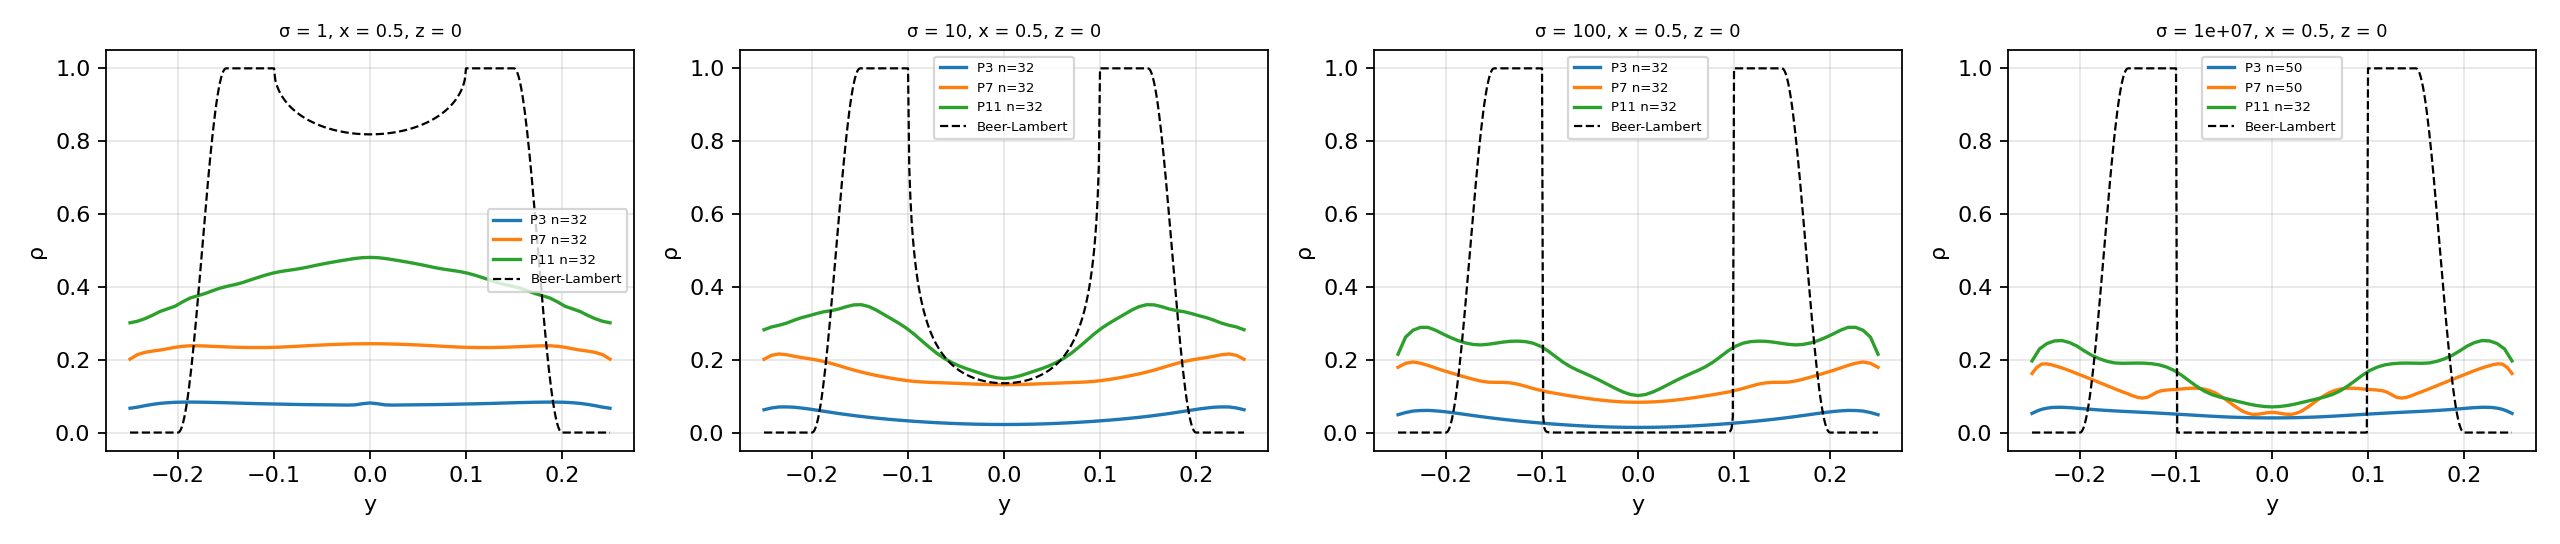 σ = 1, x = 0.5, z = 0
1.0
0.8
0.6
0.4
0.2
0.0
ρ
P3 n=32
P7 n=32
P11 n=32
Beer-Lambert
−0.2 −0.1 0.0 0.1 0.2
y
σ = 10, x = 0.5, z = 0
1.0
0.8
0.6
0.4
0.2
0.0
ρ
P3 n=32
P7 n=32
P11 n=32
Beer-Lambert
−0.2 −0.1 0.0 0.1 0.2
y
σ = 100, x = 0.5, z = 0
1.0
0.8
0.6
0.4
0.2
0.0
ρ
P3 n=32
P7 n=32
P11 n=32
Beer-Lambert
−0.2 −0.1 0.0 0.1 0.2
y
σ = 1e+07, x = 0.5, z = 0
1.0
0.8
0.6
0.4
0.2
0.0
ρ
P3 n=50
P7 n=50
P11 n=32
Beer-Lambert
−0.2 −0.1 0.0 0.1 0.2
y